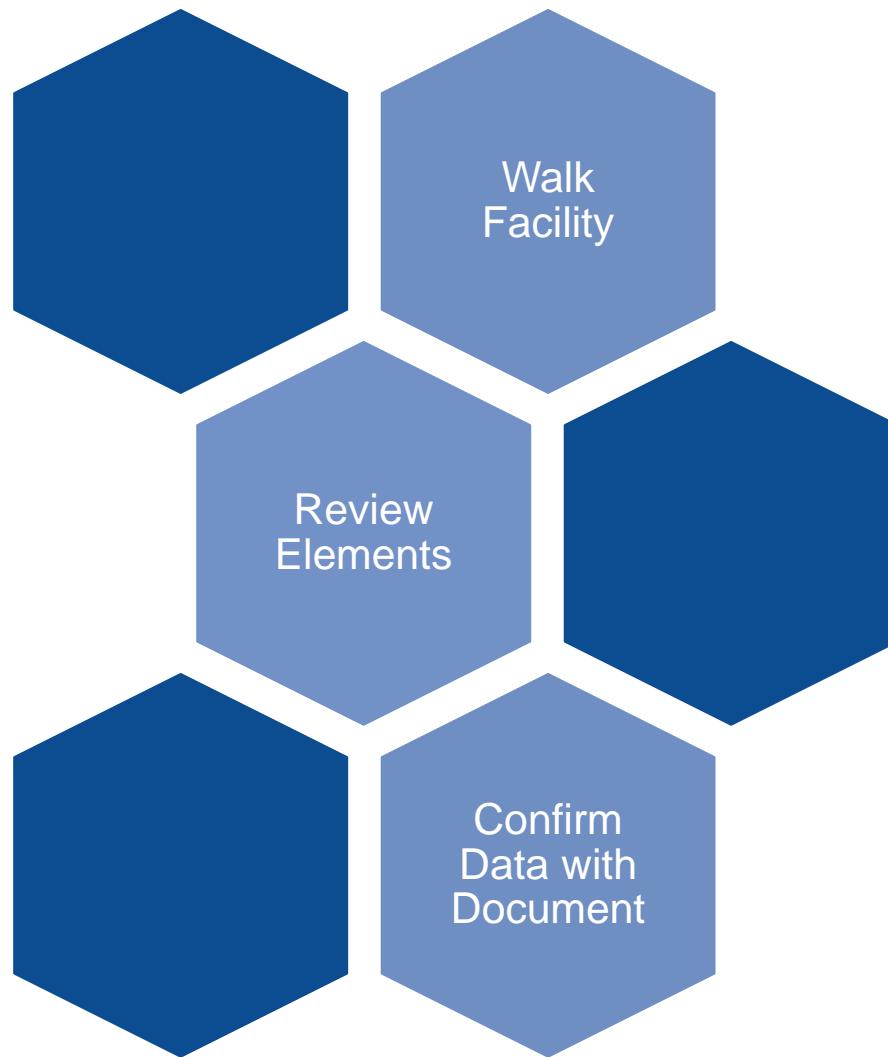 Walk
Facility
Review
Elements
Confirm
Data with
Document